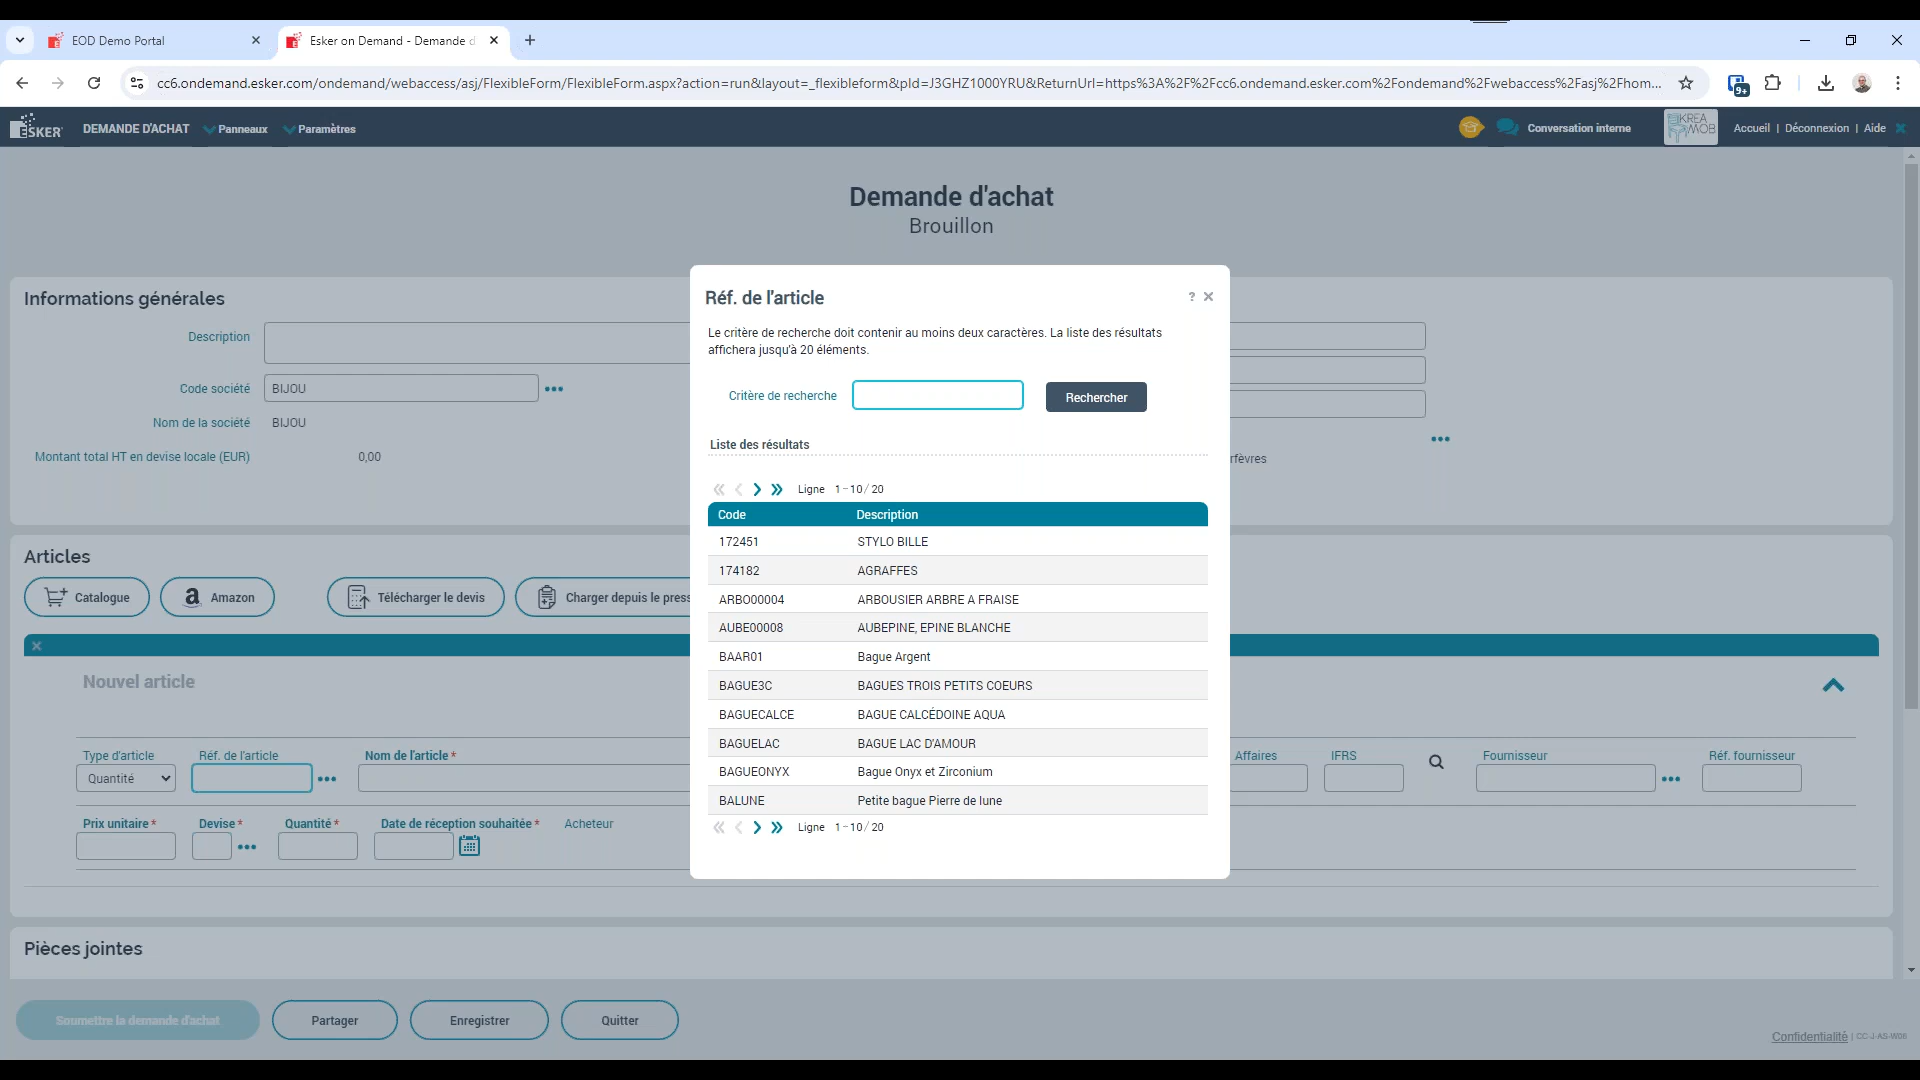 EOD Demo Portal
Esker on Demand - Demande d
cc6.ondemand.esker.com/ondemand/webaccess/asj/FlexibleForm/FlexibleForm.aspx?action=run&layout=_flexibleform&pId=J3GHZ1000YRU&ReturnUrl=https%3A%2F%2Fcc6.ondemand.esker.com%2Fondemand%2Fwebaccess%2Fasj%2Fhom...
9+
ESKER
DEMANDE D'ACHAT
Panneaux
Paramètres
Conversation interne
KREA MOB
Accueil | Déconnexion | Aide
Demande d'achat
Brouillon
Informations générales
Description
Code société
BIJOU
Nom de la société
BIJOU
Montant total HT en devise locale (EUR)
0,00
rfèvres
Réf. de l'article
?
Le critère de recherche doit contenir au moins deux caractères. La liste des résultats
affichera jusqu'à 20 éléments.
Critère de recherche
Rechercher
Liste des résultats
Ligne 1–10/ 20
Code Description
172451 STYLO BILLE
174182 AGRAFFES
ARBO00004 ARBOUSIER ARBRE A FRAISE
AUBE00008 AUBEPINE, EPINE BLANCHE
BAAR01 Bague Argent
BAGUE3C BAGUES TROIS PETITS COEURS
BAGUECALCE BAGUE CALCÉDOINE AQUA
BAGUELAC BAGUE LAC D'AMOUR
BAGUEONYX Bague Onyx et Zirconium
BALUNE Petite bague Pierre de lune
Ligne 1–10/ 20
Articles
Catalogue
Amazon
Télécharger le devis
Charger depuis le press
Nouvel article
Type d'article
Réf. de l'article
Nom de l'article *
Affaires
IFRS
Fournisseur
Réf. fournisseur
Quantité
Prix unitaire *
Devise *
Quantité *
Date de réception souhaitée *
Acheteur
Pièces jointes
Soumettre la demande d'achat
Partager
Enregistrer
Quitter
Confidentialité | CC-J-AS-W06